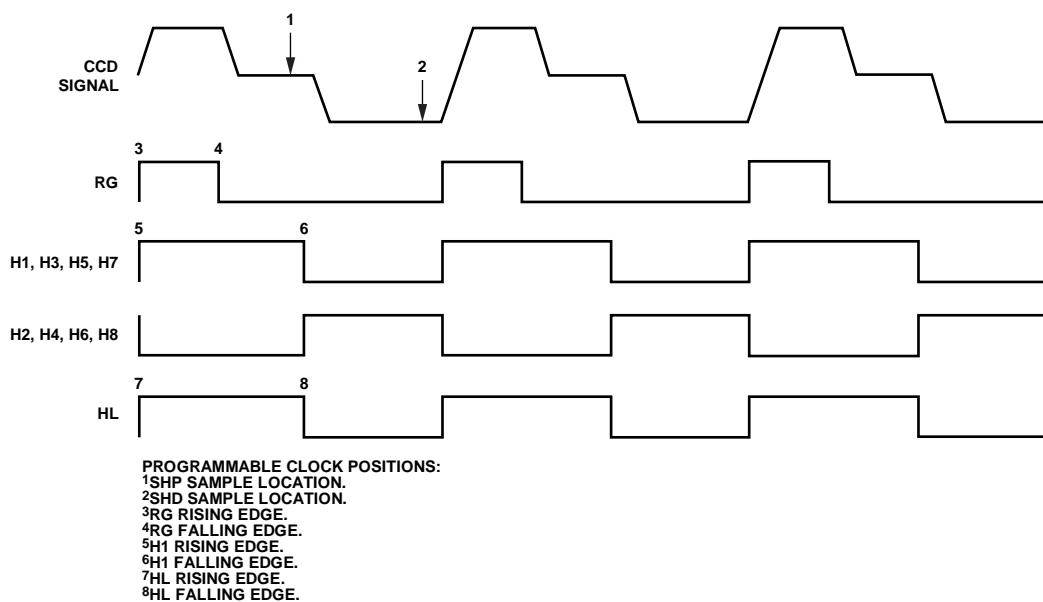 1
CCD
SIGNAL
2
3
4
RG
5
6
H1, H3, H5, H7
H2, H4, H6, H8
7
8
HL
PROGRAMMABLE CLOCK POSITIONS:
1SHP SAMPLE LOCATION.
2SHD SAMPLE LOCATION.
3RG RISING EDGE.
4RG FALLING EDGE.
5H1 RISING EDGE.
6H1 FALLING EDGE.
7HL RISING EDGE.
8HL FALLING EDGE.